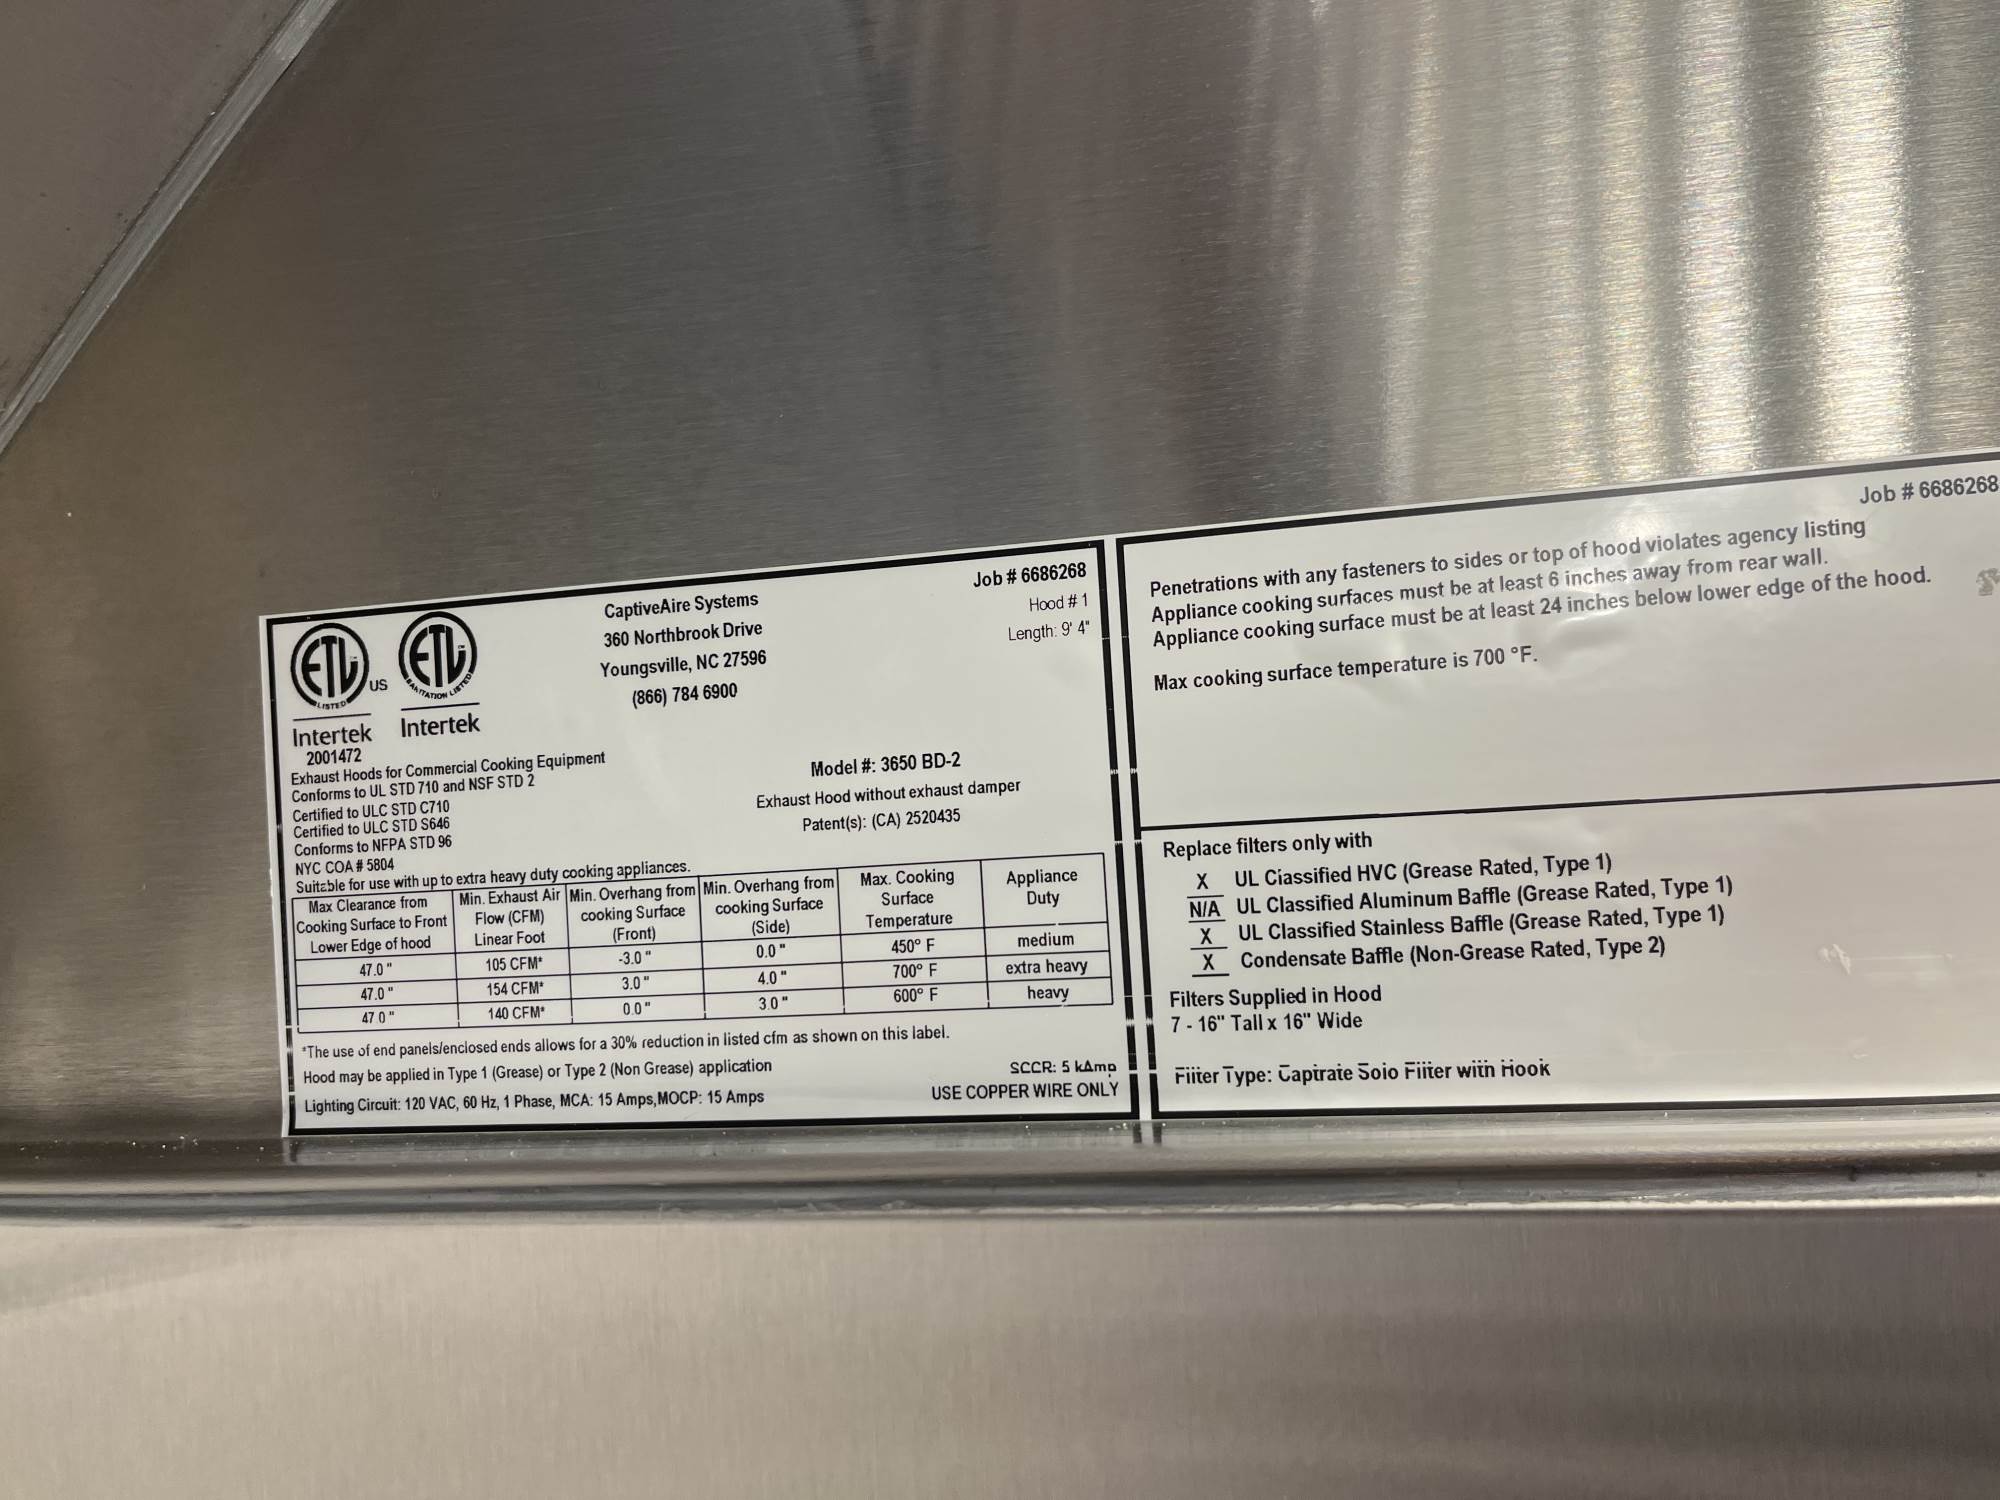 ETL
LISTED
US
Intertek
2001472
ETL
SANITATION LISTED
Intertek
CaptiveAire Systems
360 Northbrook Drive
Youngsville, NC 27596
(866) 784 6900
Job # 6686268
Hood # 1
Length: 9' 4"
Exhaust Hoods for Commercial Cooking Equipment
Conforms to UL STD 710 and NSF STD 2
Certified to ULC STD C710
Certified to ULC STD S646
Conforms to NFPA STD 96
NYC COA # 5804
Model #: 3650 BD-2
Exhaust Hood without exhaust damper
Patent(s): (CA) 2520435
Suitable for use with up to extra heavy duty cooking appliances.
Max Clearance from Cooking Surface to Front Lower Edge of hood | Min. Exhaust Air Flow (CFM) Linear Foot | Min. Overhang from cooking Surface (Front) | Min. Overhang from cooking Surface (Side) | Max. Cooking Surface Temperature | Appliance Duty
47.0 " | 105 CFM* | -3.0 " | 0.0 " | 450° F | medium
47.0 " | 154 CFM* | 3.0 " | 4.0 " | 700° F | extra heavy
47.0 " | 140 CFM* | 0.0 " | 3.0 " | 600° F | heavy
*The use of end panels/enclosed ends allows for a 30% reduction in listed cfm as shown on this label.
Hood may be applied in Type 1 (Grease) or Type 2 (Non Grease) application
SCCR: 5 kAmp
Lighting Circuit: 120 VAC, 60 Hz, 1 Phase, MCA: 15 Amps,MOCP: 15 Amps
USE COPPER WIRE ONLY
Job # 6686268
Penetrations with any fasteners to sides or top of hood violates agency listing
Appliance cooking surfaces must be at least 6 inches away from rear wall.
Appliance cooking surface must be at least 24 inches below lower edge of the hood.
Max cooking surface temperature is 700 °F.
Replace filters only with
X UL Classified HVC (Grease Rated, Type 1)
N/A UL Classified Aluminum Baffle (Grease Rated, Type 1)
X UL Classified Stainless Baffle (Grease Rated, Type 1)
X Condensate Baffle (Non-Grease Rated, Type 2)
Filters Supplied in Hood
7 - 16" Tall x 16" Wide
Filter Type: Captrate Solo Filter with Hook